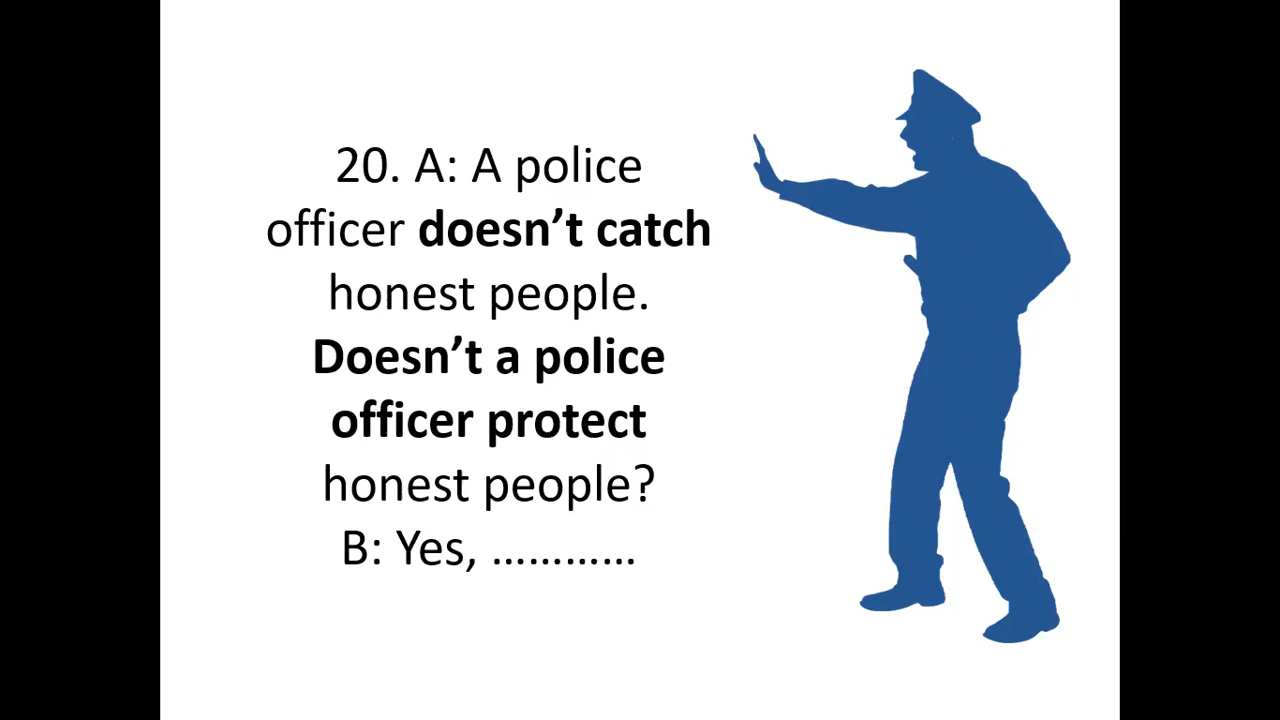 20. A: A police
officer doesn’t catch
honest people.
Doesn’t a police
officer protect
honest people?
B: Yes, …………